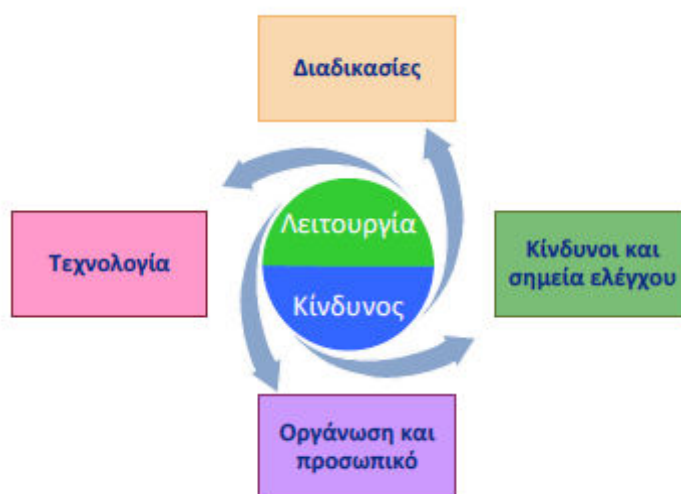 Διαδικασίες
Λειτουργία
Τεχνολογία
Κίνδυνοι και
σημεία ελέγχου
Κίνδυνος
Οργάνωση και
προσωπικό